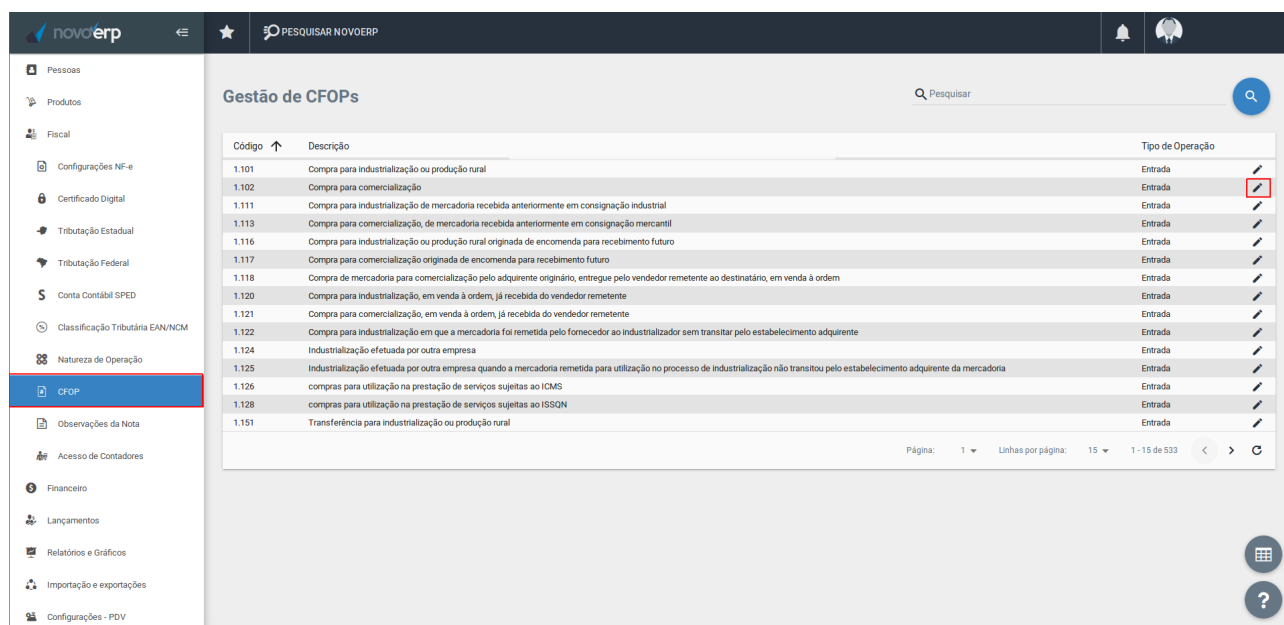 novoerp
PESQUISAR NOVOERP
Pessoas
Produtos
Fiscal
Configurações NF-e
Certificado Digital
Tributação Estadual
Tributação Federal
Conta Contábil SPED
Classificação Tributária EAN/NCM
Natureza de Operação
CFOP
Observações da Nota
Acesso de Contadores
Financeiro
Lançamentos
Relatórios e Gráficos
Importação e exportações
Configurações - PDV
Gestão de CFOPs
Pesquisar
Código Descrição Tipo de Operação
1.101 Compra para industrialização ou produção rural Entrada
1.102 Compra para comercialização Entrada
1.111 Compra para industrialização de mercadoria recebida anteriormente em consignação industrial Entrada
1.113 Compra para comercialização, de mercadoria recebida anteriormente em consignação mercantil Entrada
1.116 Compra para industrialização ou produção rural originada de encomenda para recebimento futuro Entrada
1.117 Compra para comercialização originada de encomenda para recebimento futuro Entrada
1.118 Compra de mercadoria para comercialização pelo adquirente originário, entregue pelo vendedor remetente ao destinatário, em venda à ordem Entrada
1.120 Compra para industrialização, em venda à ordem, já recebida do vendedor remetente Entrada
1.121 Compra para comercialização, em venda à ordem, já recebida do vendedor remetente Entrada
1.122 Compra para industrialização em que a mercadoria foi remetida pelo fornecedor ao industrializador sem transitar pelo estabelecimento adquirente Entrada
1.124 Industrialização efetuada por outra empresa Entrada
1.125 Industrialização efetuada por outra empresa quando a mercadoria remetida para utilização no processo de industrialização não transitou pelo estabelecimento adquirente da mercadoria Entrada
1.126 compras para utilização na prestação de serviços sujeitas ao ICMS Entrada
1.128 compras para utilização na prestação de serviços sujeitas ao ISSQN Entrada
1.151 Transferência para industrialização ou produção rural Entrada
Página: 1 Linhas por página: 15 1 - 15 de 533
?